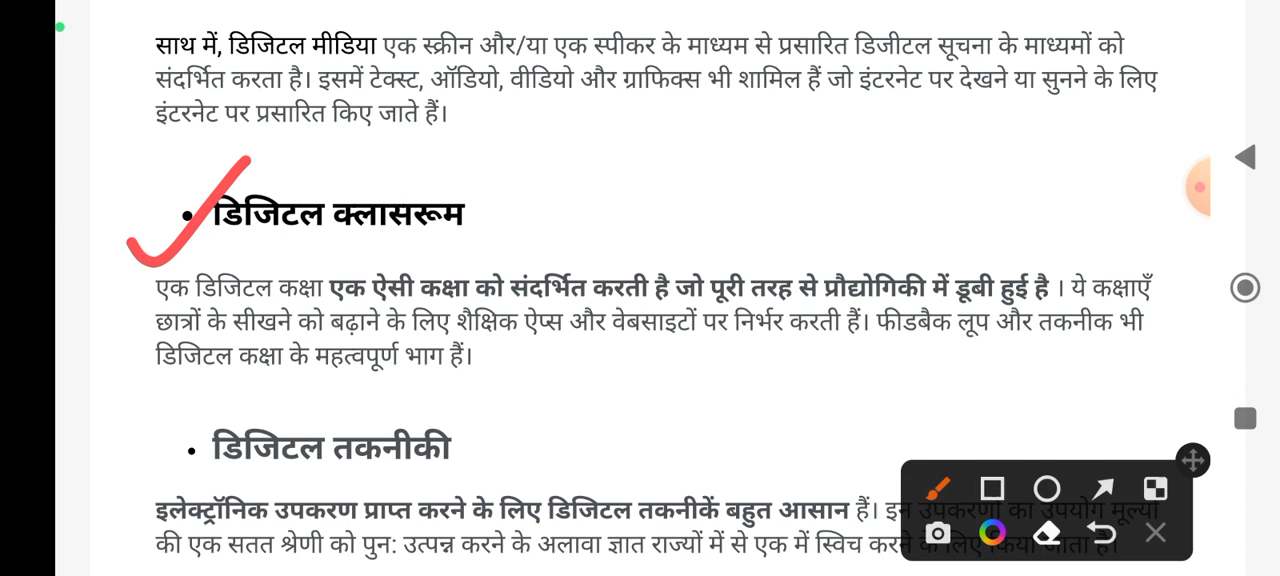 साथ में, डिजिटल मीडिया एक स्क्रीन और/या एक स्पीकर के माध्यम से प्रसारित डिजीटल सूचना के माध्यमों को
संदर्भित करता है। इसमें टेक्स्ट, ऑडियो, वीडियो और ग्राफिक्स भी शामिल हैं जो इंटरनेट पर देखने या सुनने के लिए
इंटरनेट पर प्रसारित किए जाते हैं।
• डिजिटल क्लासरूम
एक डिजिटल कक्षा एक ऐसी कक्षा को संदर्भित करती है जो पूरी तरह से प्रौद्योगिकी में डूबी हुई है । ये कक्षाएँ
छात्रों के सीखने को बढ़ाने के लिए शैक्षिक ऐप्स और वेबसाइटों पर निर्भर करती हैं। फीडबैक लूप और तकनीक भी
डिजिटल कक्षा के महत्वपूर्ण भाग हैं।
• डिजिटल तकनीकी
इलेक्ट्रॉनिक उपकरण प्राप्त करने के लिए डिजिटल तकनीकें बहुत आसान हैं। इन उपकरणों का उपयोग मूल्यों
की एक सतत श्रेणी को पुन: उत्पन्न करने के अलावा ज्ञात राज्यों में से एक में स्विच करने के लिए किया जाता है।